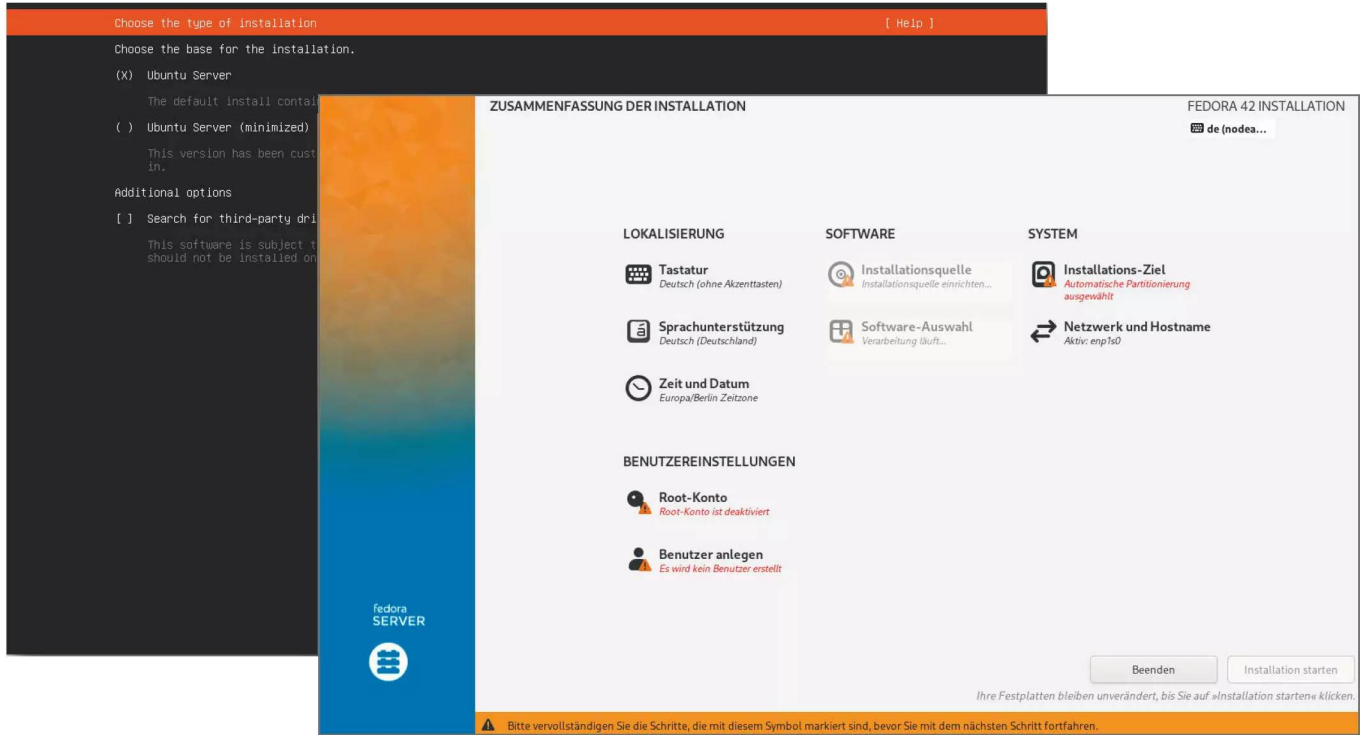 Choose the type of installation
[ Help ]
Choose the base for the installation.
(X) Ubuntu Server
The default install
( ) Ubuntu Server (minimized)
This version has been
in.
Additional options
[ ] Search for third-party
This software is subject
should not be installed on
ZUSAMMENFASSUNG DER INSTALLATION
FEDORA 42 INSTALLATION
de (nodea...
LOKALISIERUNG
Tastatur
Deutsch (ohne Akzenttasten)
Sprachunterstützung
Deutsch (Deutschland)
Zeit und Datum
Europa/Berlin Zeitzone
SOFTWARE
Installationsquelle
Installationsquelle einrichten...
Software-Auswahl
Verarbeitung läuft...
SYSTEM
Installations-Ziel
Automatische Partitionierung
ausgewählt
Netzwerk und Hostname
Aktiv: enp1s0
BENUTZEREINSTELLUNGEN
Root-Konto
Root-Konto ist deaktiviert
Benutzer anlegen
Es wird kein Benutzer erstellt
fedora
SERVER
Beenden
Installation starten
Ihre Festplatten bleiben unverändert, bis Sie auf »Installation starten« klicken.
Bitte vervollständigen Sie die Schritte, die mit diesem Symbol markiert sind, bevor Sie mit dem nächsten Schritt fortfahren.